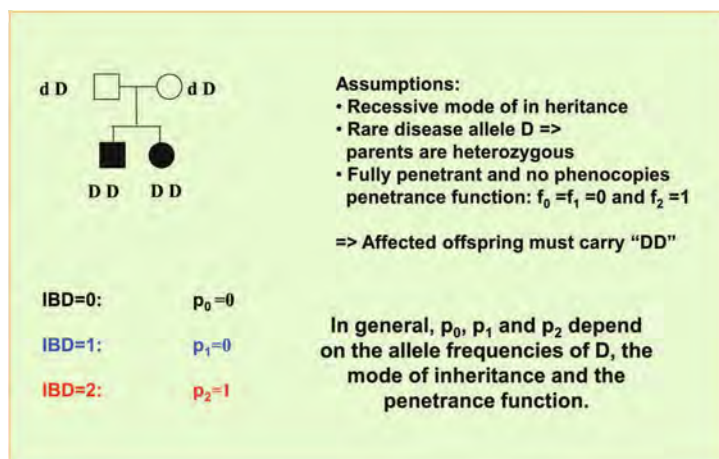 d D
d D
D D
D D
Assumptions:
• Recessive mode of in heritance
• Rare disease allele D =>
parents are heterozygous
• Fully penetrant and no phenocopies
penetrance function: f₀ =f₁ =0 and f₂ =1
=> Affected offspring must carry “DD”
IBD=0: p₀=0
IBD=1: p₁=0
IBD=2: p₂=1
In general, p₀, p₁ and p₂ depend
on the allele frequencies of D, the
mode of inheritance and the
penetrance function.